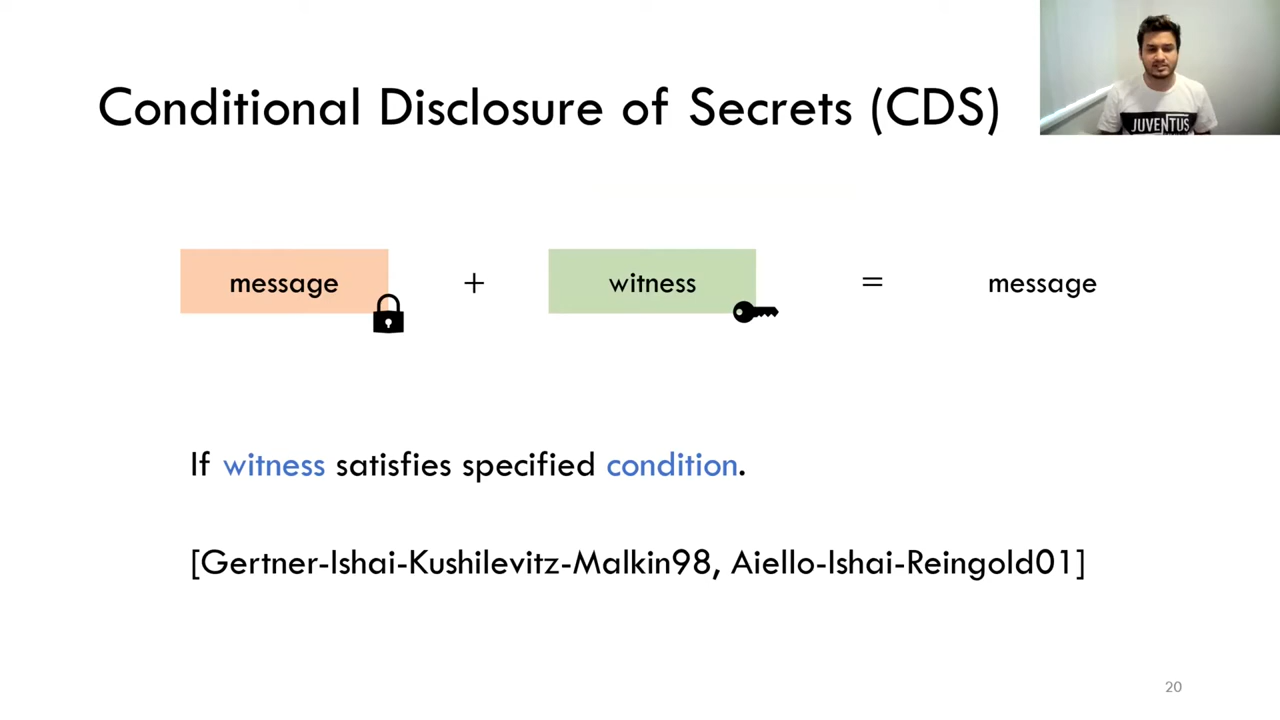 Conditional Disclosure of Secrets (CDS)
JUVENTUS
message + witness = message
If witness satisfies specified condition.
[Gertner-Ishai-Kushilevitz-Malkin98, Aiello-Ishai-Reingold01]
20